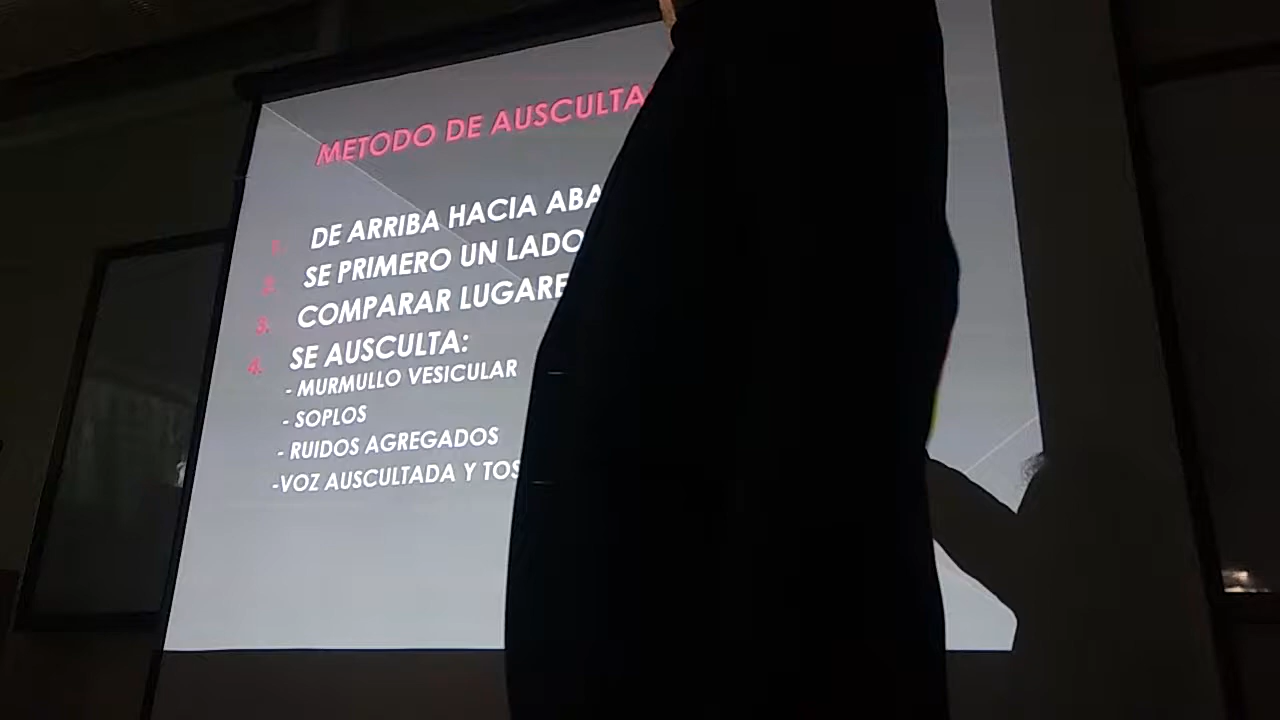 METODO DE AUSCULTA
1. DE ARRIBA HACIA ABA
2. SE PRIMERO UN LADO
3. COMPARAR LUGARE
4. SE AUSCULTA:
- MURMULLO VESICULAR
- SOPLOS
- RUIDOS AGREGADOS
-VOZ AUSCULTADA Y TOS